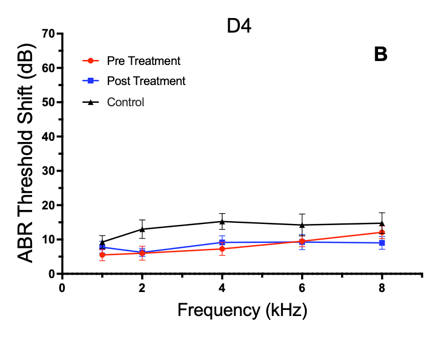 D4
B
Pre Treatment
Post Treatment
Control
ABR Threshold Shift (dB)
70
60
50
40
30
20
10
0
0 2 4 6 8
Frequency (kHz)